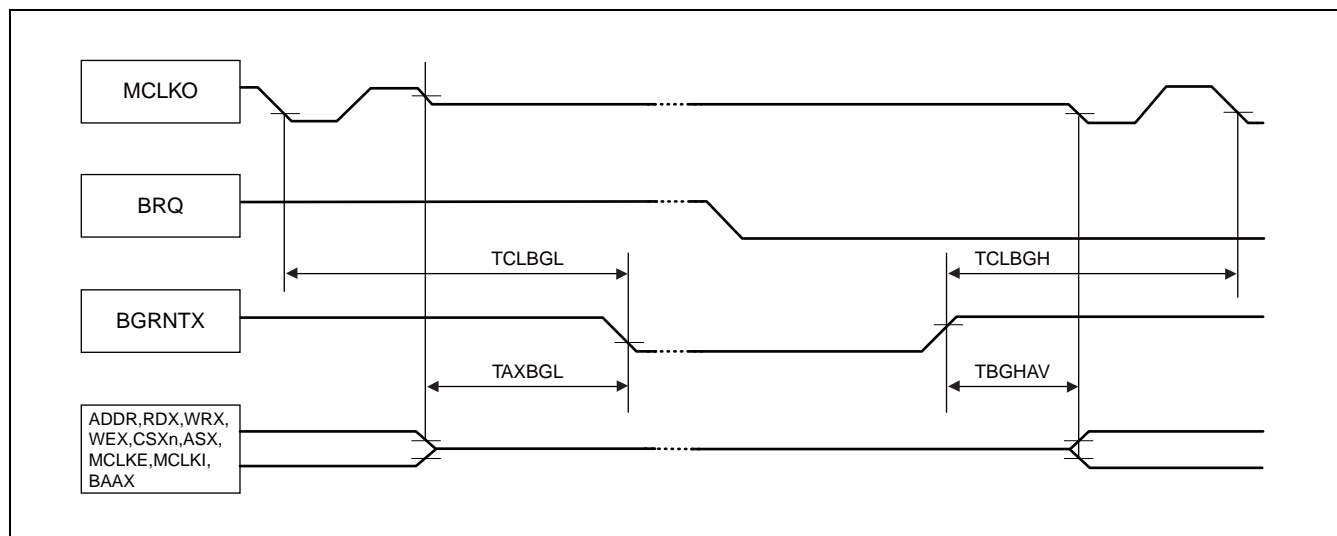 MCLKO
BRQ
TCLBGL
TCLBGH
BGRNTX
TAXBGL
TBGHAV
ADDR,RDX,WRX,
WEX,CSXn,ASX,
MCLKE,MCLKI,
BAAX